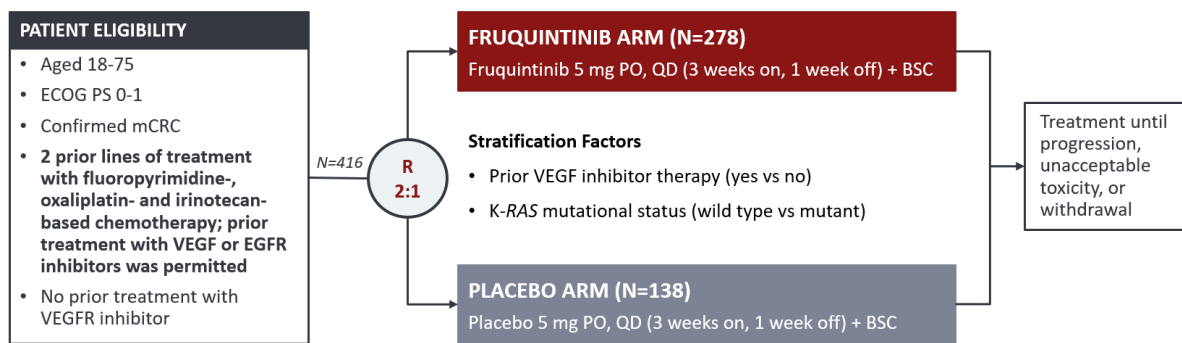 PATIENT ELIGIBILITY
• Aged 18-75
• ECOG PS 0-1
• Confirmed mCRC
• 2 prior lines of treatment
with fluoropyrimidine-,
oxaliplatin- and irinotecan-
based chemotherapy; prior
treatment with VEGF or EGFR
inhibitors was permitted
• No prior treatment with
VEGFR inhibitor
N=416
R
2:1
FRUQUINTINIB ARM (N=278)
Fruquintinib 5 mg PO, QD (3 weeks on, 1 week off) + BSC
Stratification Factors
• Prior VEGF inhibitor therapy (yes vs no)
• K-RAS mutational status (wild type vs mutant)
PLACEBO ARM (N=138)
Placebo 5 mg PO, QD (3 weeks on, 1 week off) + BSC
Treatment until
progression,
unacceptable
toxicity, or
withdrawal